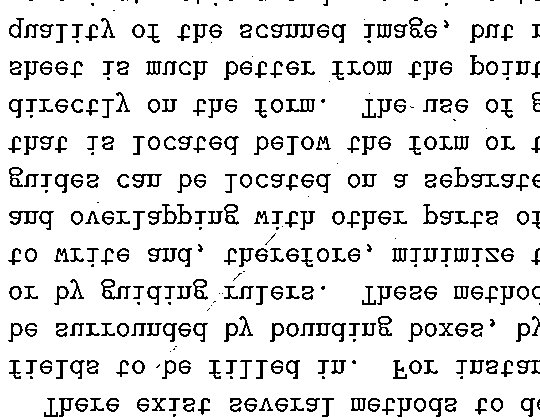 There exist several methods to de
fields to be filled in. For instan
be surrounded by bounding boxes, by
or by guiding rulers. These method
to write and, therefore, minimize t
and overlapping with other parts of
guides can be located on a separate
that is located below the form or t
directly on the form. The use of g
sheet is much better from the point
quality of the scanned image, but r